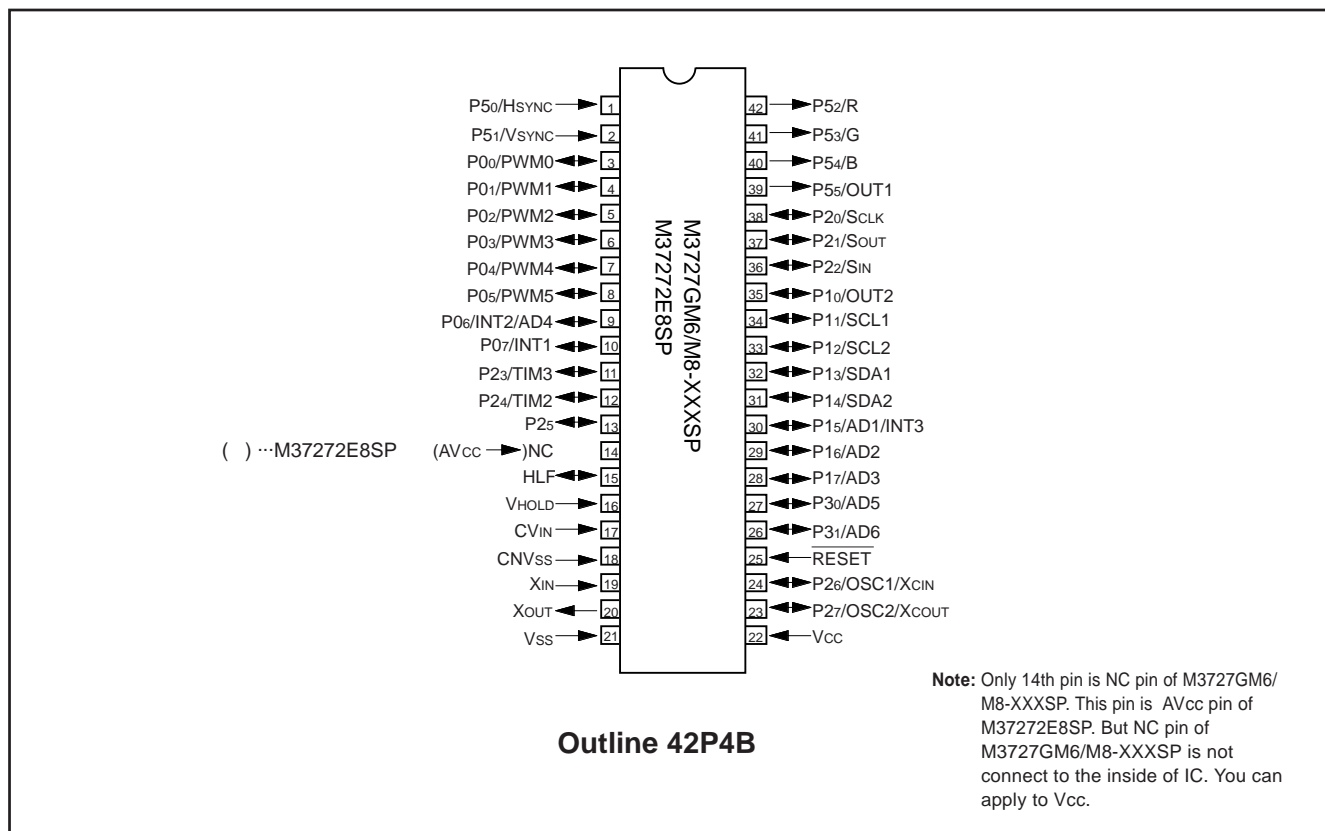 P50/HSYNC 1 42 P52/R
P51/VSYNC 2 41 P53/G
P00/PWM0 3 40 P54/B
P01/PWM1 4 39 P55/OUT1
P02/PWM2 5 38 P20/SCLK
P03/PWM3 6 37 P21/SOUT
P04/PWM4 7 36 P22/SIN
P05/PWM5 8 35 P10/OUT2
P06/INT2/AD4 9 34 P11/SCL1
P07/INT1 10 33 P12/SCL2
P23/TIM3 11 32 P13/SDA1
P24/TIM2 12 31 P14/SDA2
P25 13 30 P15/AD1/INT3
( ) ···M37272E8SP (AVCC )NC 14 29 P16/AD2
HLF 15 28 P17/AD3
VHOLD 16 27 P30/AD5
CVIN 17 26 P31/AD6
CNVSS 18 25 RESET
XIN 19 24 P26/OSC1/XCIN
XOUT 20 23 P27/OSC2/XCOUT
VSS 21 22 VCC
M3727GM6/M8-XXXSP
M37272E8SP
Outline 42P4B
Note: Only 14th pin is NC pin of M3727GM6/
M8-XXXSP. This pin is AVcc pin of
M37272E8SP. But NC pin of
M3727GM6/M8-XXXSP is not
connect to the inside of IC. You can
apply to Vcc.